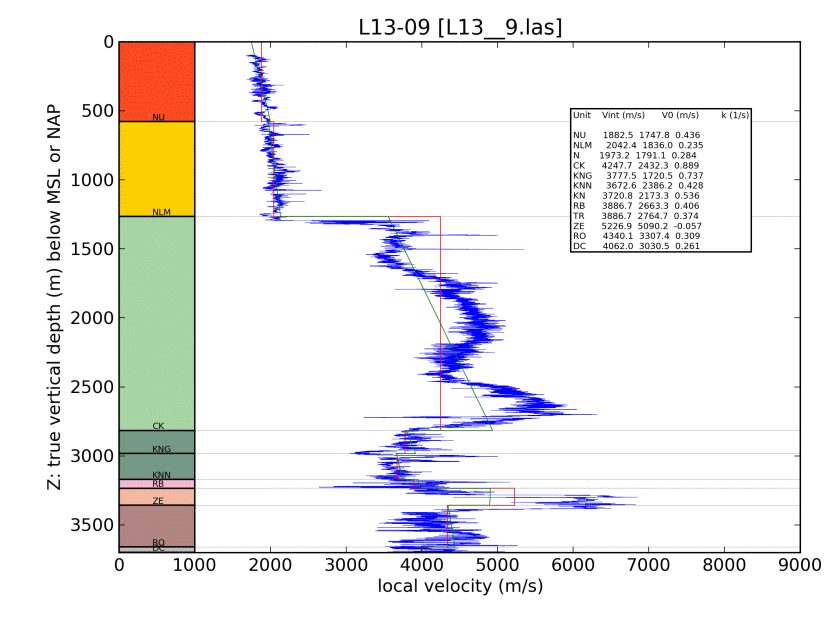 L13-09 [L13__9.las]
Z: true vertical depth (m) below MSL or NAP
0
500
1000
1500
2000
2500
3000
3500
NU
NLM
CK
KNG
KNN
RB
ZE
RO
DC
Unit Vint (m/s) V0 (m/s) k (1/s)
NU 1882.5 1747.8 0.436
NLM 2042.4 1836.0 0.235
N 1973.2 1791.1 0.284
CK 4247.7 2432.3 0.889
KNG 3777.5 1720.5 0.737
KNN 3672.6 2386.2 0.428
KN 3720.8 2173.3 0.536
RB 3886.7 2663.3 0.406
TR 3886.7 2764.7 0.374
ZE 5226.9 5090.2 -0.057
RO 4340.1 3307.4 0.309
DC 4062.0 3030.5 0.261
0 1000 2000 3000 4000 5000 6000 7000 8000 9000
local velocity (m/s)